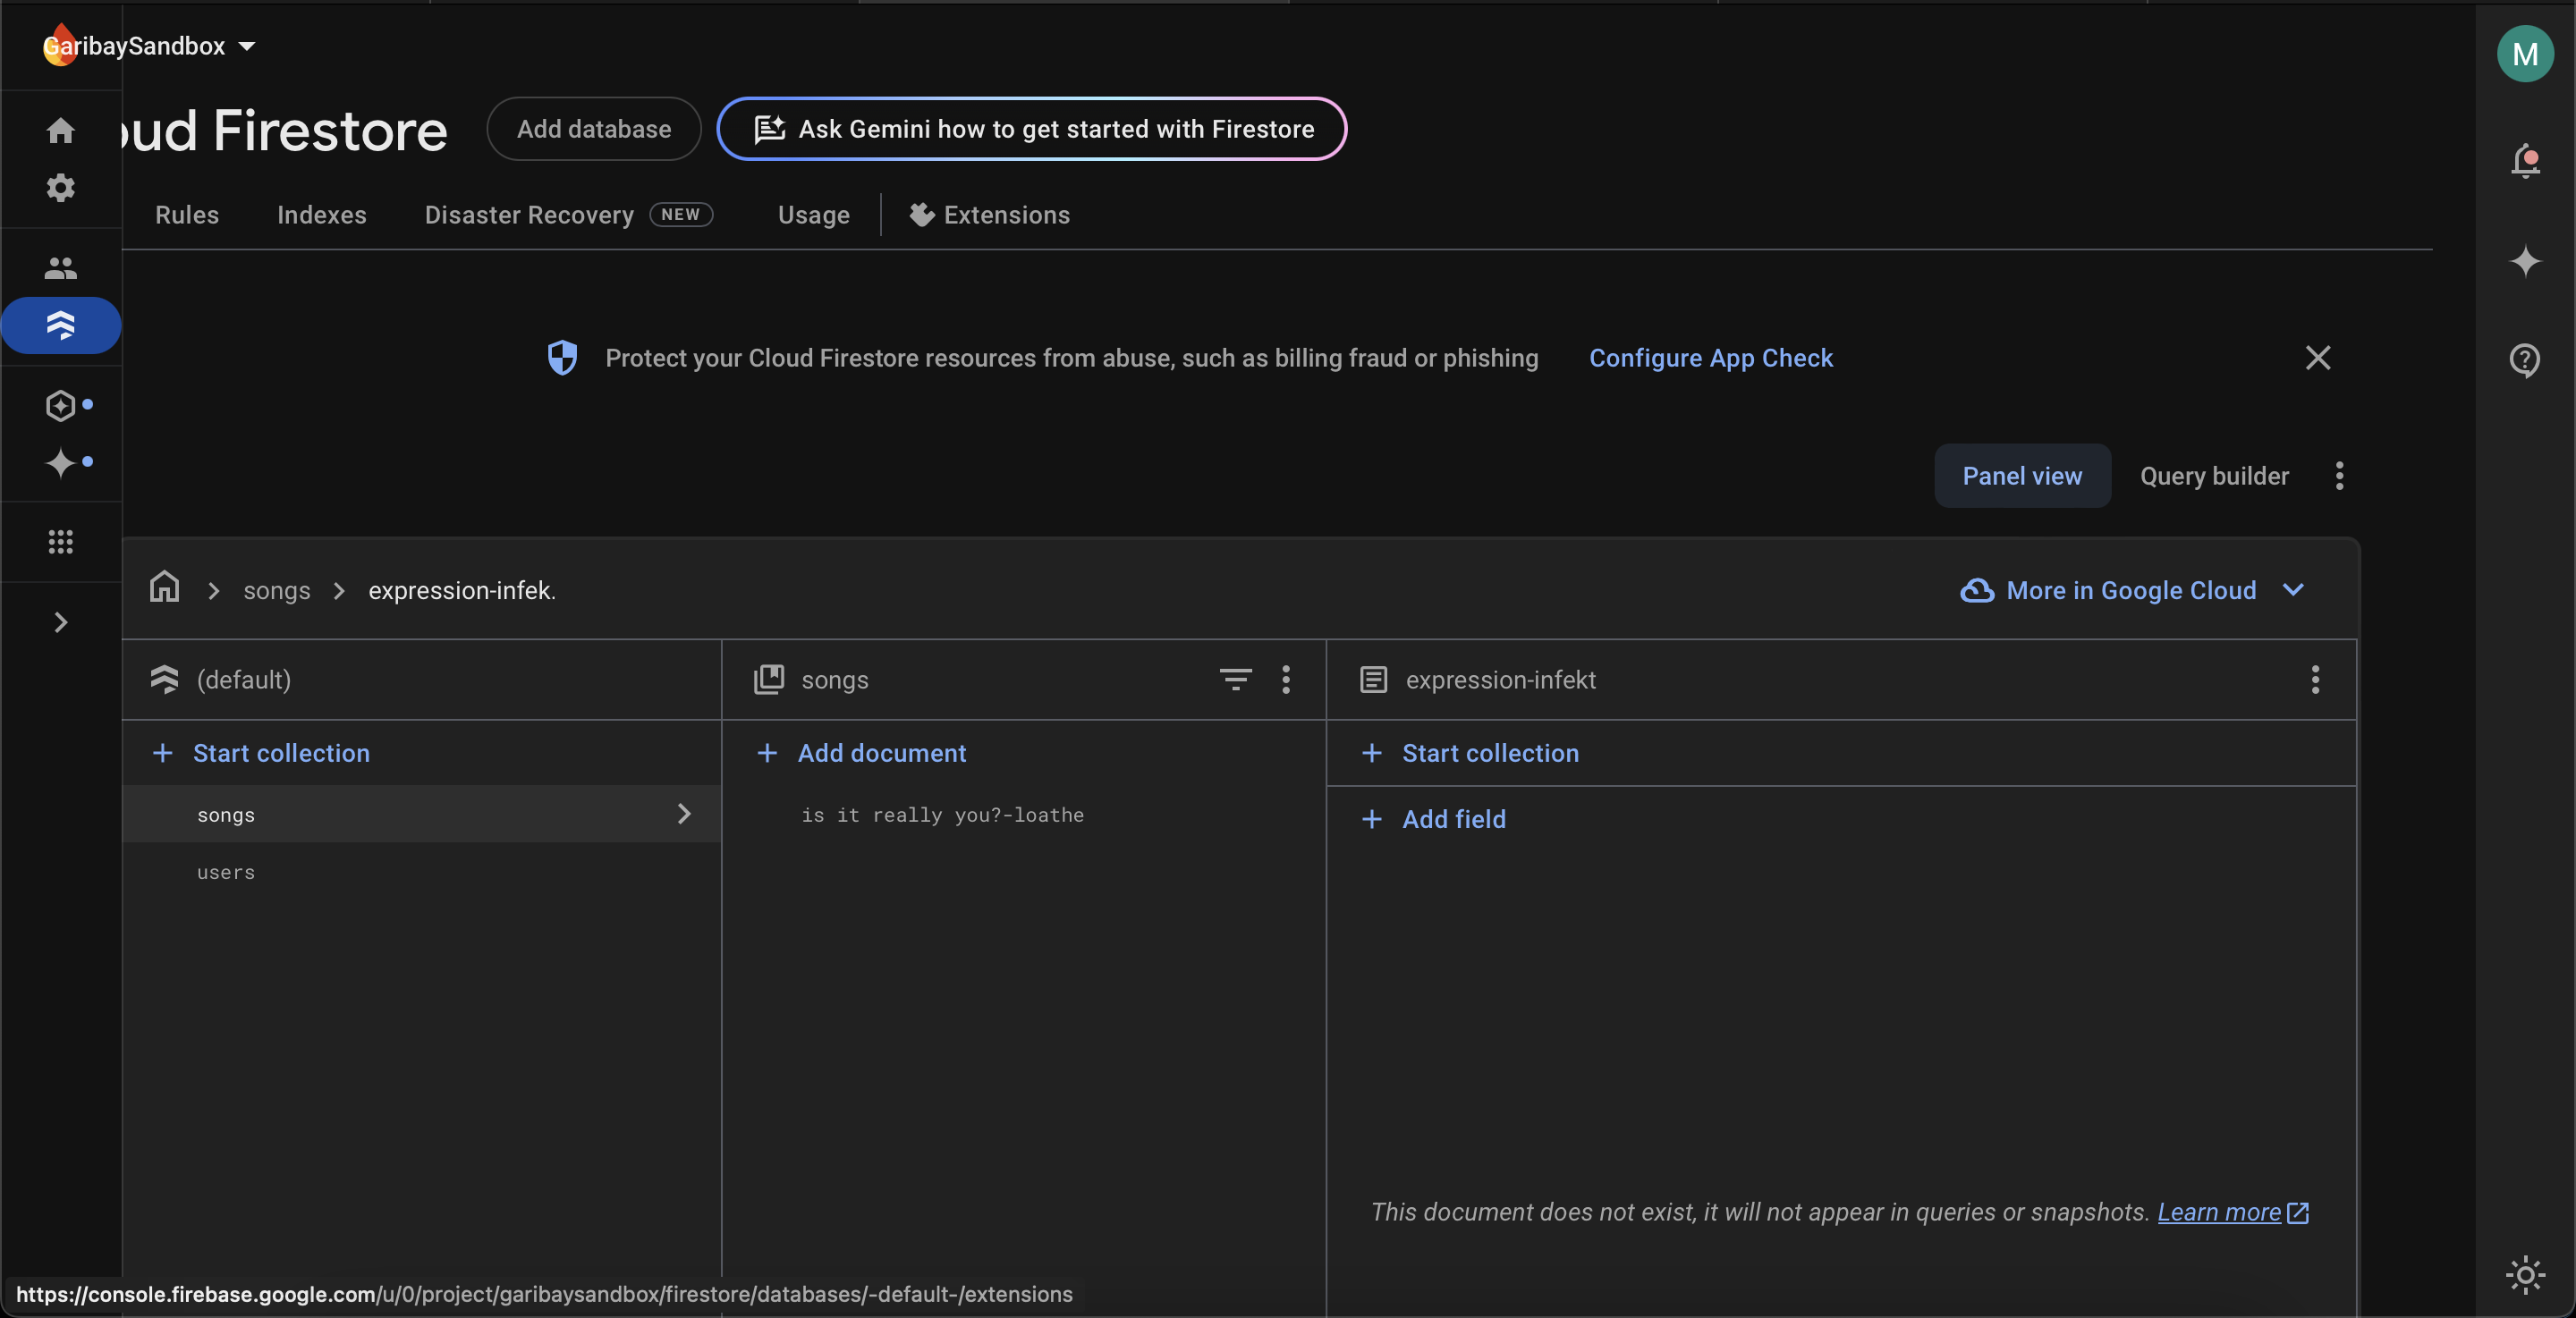 GaribaySandbox
M
oud Firestore
Add database
Ask Gemini how to get started with Firestore
Rules
Indexes
Disaster Recovery NEW
Usage
Extensions
Protect your Cloud Firestore resources from abuse, such as billing fraud or phishing
Configure App Check
Panel view
Query builder
songs
expression-infek.
More in Google Cloud
(default)
songs
expression-infekt
+ Start collection
+ Add document
+ Start collection
songs
is it really you?-loathe
+ Add field
users
This document does not exist, it will not appear in queries or snapshots. Learn more
https://console.firebase.google.com/u/0/project/garibaysandbox/firestore/databases/-default-/extensions